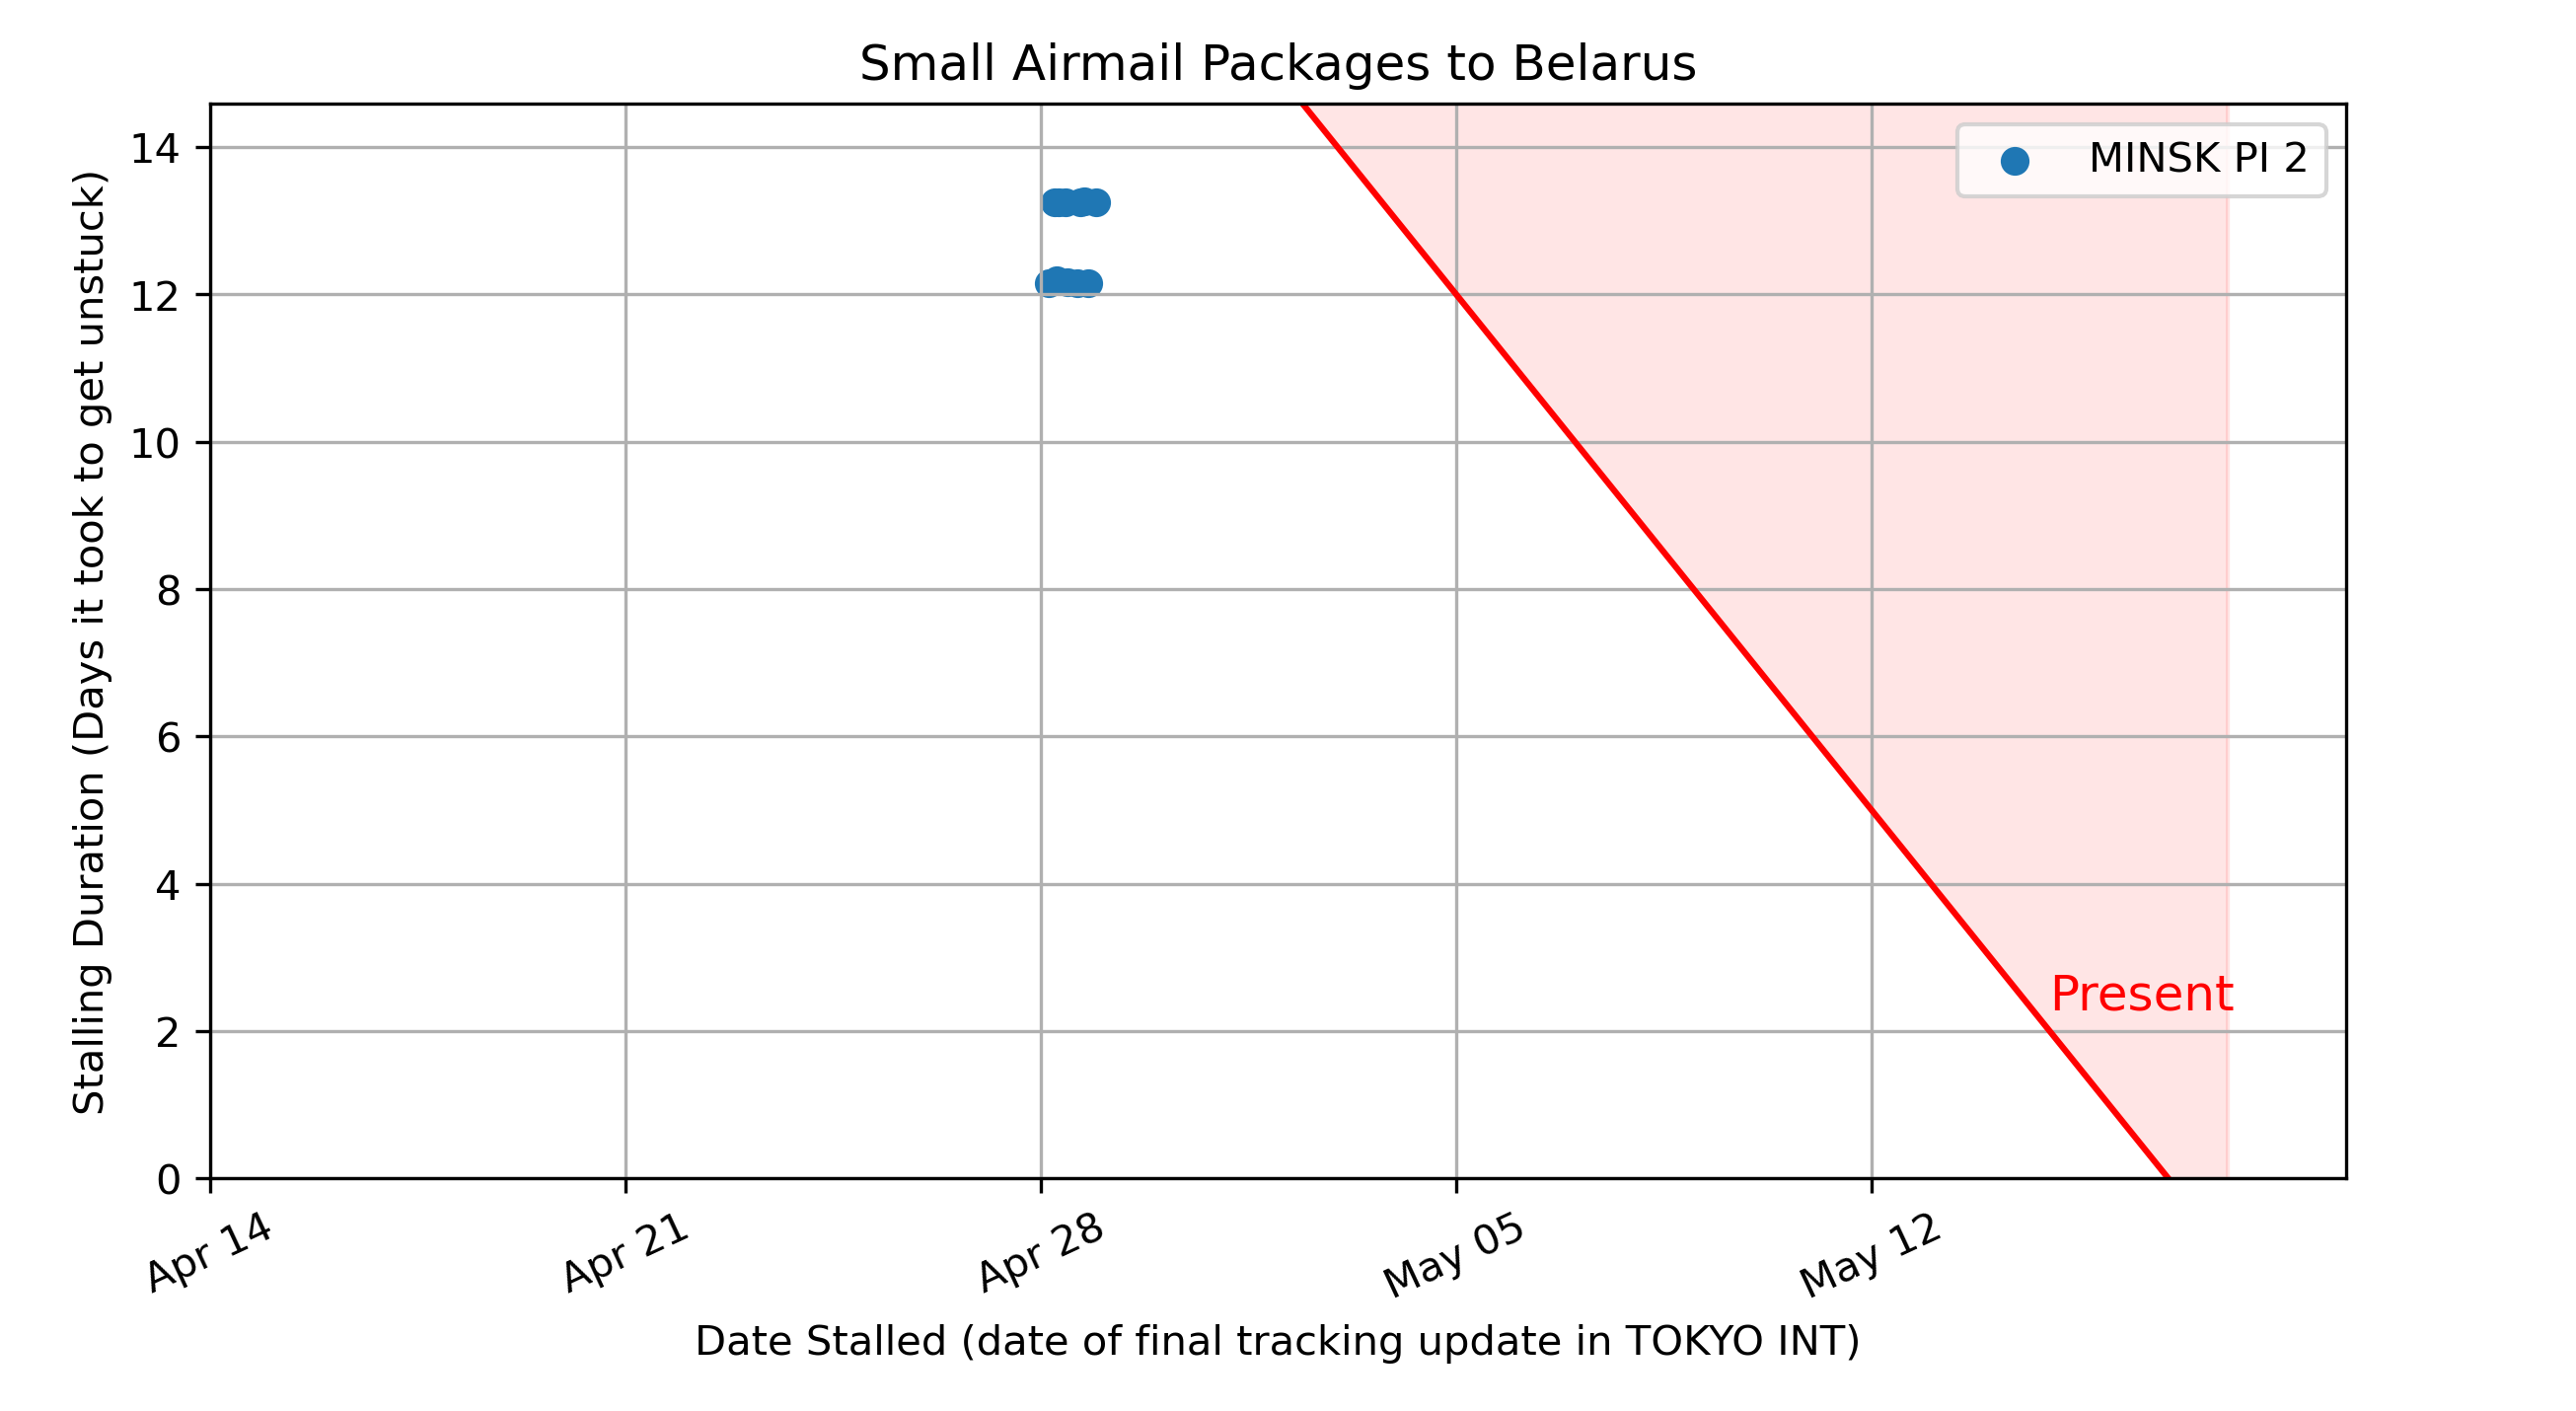 Small Airmail Packages to Belarus
MINSK PI 2
Stalling Duration (Days it took to get unstuck)
14
12
10
8
6
4
2
0
Present
Apr 14
Apr 21
Apr 28
May 05
May 12
Date Stalled (date of final tracking update in TOKYO INT)